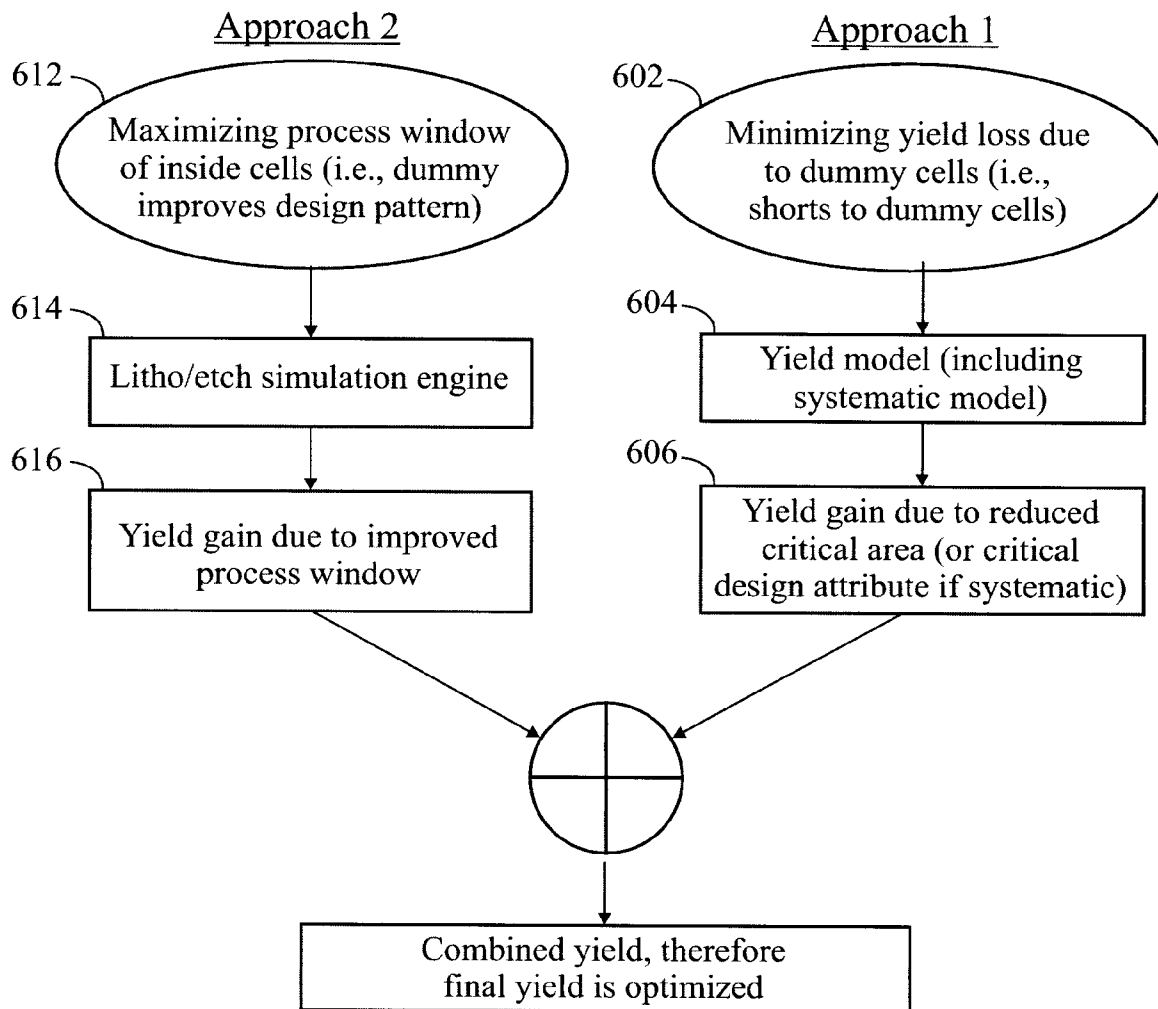 Approach 2
612
Maximizing process window
of inside cells (i.e., dummy
improves design pattern)
614
Litho/etch simulation engine
616
Yield gain due to improved
process window
Approach 1
602
Minimizing yield loss due
to dummy cells (i.e.,
shorts to dummy cells)
604
Yield model (including
systematic model)
606
Yield gain due to reduced
critical area (or critical
design attribute if systematic)
Combined yield, therefore
final yield is optimized